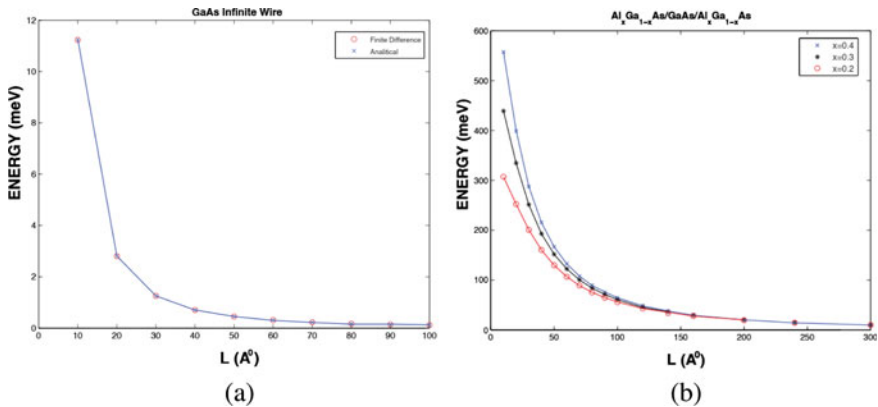 GaAs Infinite Wire
Finite Difference
Analitical
ENERGY (meV)
12
10
8
6
4
2
0
0 10 20 30 40 50 60 70 80 90 100
L (A⁰)
(a)
AlₓGa₁₋ₓAs/GaAs/AlₓGa₁₋ₓAs
x=0.4
x=0.3
x=0.2
ENERGY (meV)
600
500
400
300
200
100
0
0 50 100 150 200 250 300
L (A⁰)
(b)